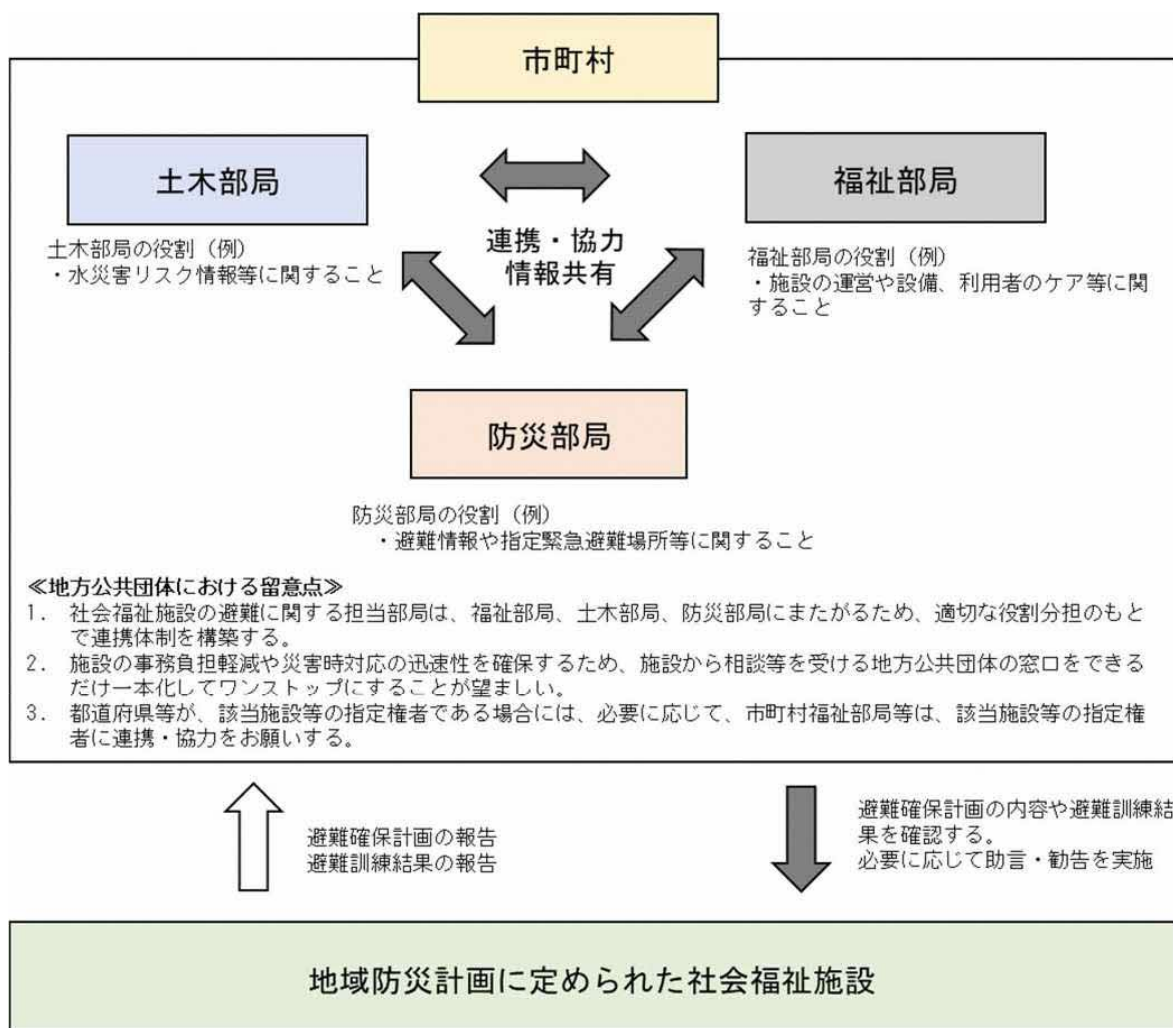 市町村
土木部局
福祉部局
連携・協力
情報共有
土木部局の役割（例）
・水災害リスク情報等に関すること
福祉部局の役割（例）
・施設の運営や設備、利用者のケア等に関
すること
防災部局
防災部局の役割（例）
・避難情報や指定緊急避難場所等に関すること
≪地方公共団体における留意点≫
1. 社会福祉施設の避難に関する担当部局は、福祉部局、土木部局、防災部局にまたがるため、適切な役割分担のもと
で連携体制を構築する。
2. 施設の事務負担軽減や災害時対応の迅速性を確保するため、施設から相談等を受ける地方公共団体の窓口をできる
だけ一本化してワンストップにすることが望ましい。
3. 都道府県等が、該当施設等の指定権者である場合には、必要に応じて、市町村福祉部局等は、該当施設等の指定権
者に連携・協力をお願いする。
避難確保計画の報告
避難訓練結果の報告
避難確保計画の内容や避難訓練結
果を確認する。
必要に応じて助言・勧告を実施
地域防災計画に定められた社会福祉施設